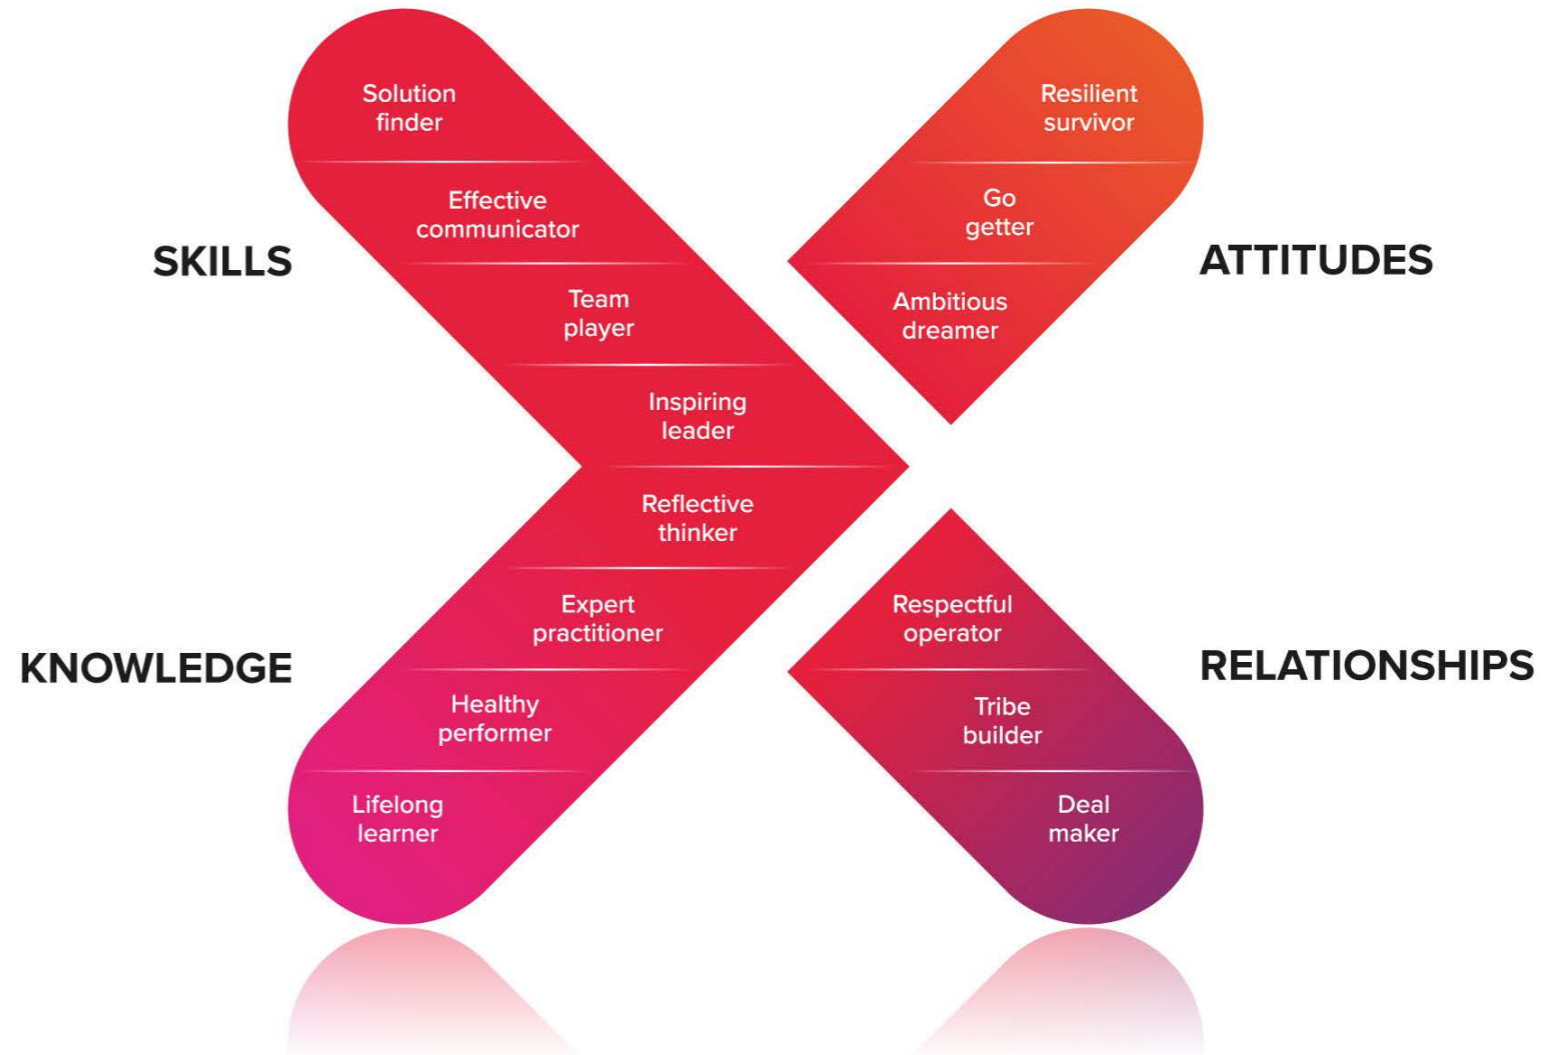 SKILLS
Solution
finder
Effective
communicator
Team
player
Inspiring
leader
KNOWLEDGE
Reflective
thinker
Expert
practitioner
Healthy
performer
Lifelong
learner
ATTITUDES
Resilient
survivor
Go
getter
Ambitious
dreamer
RELATIONSHIPS
Respectful
operator
Tribe
builder
Deal
maker